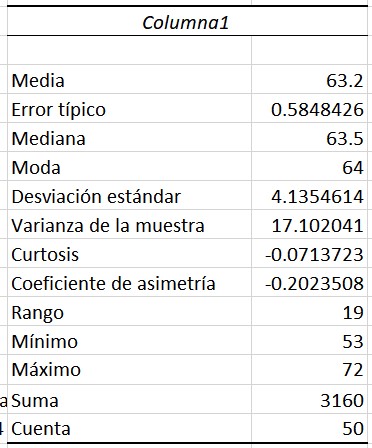 Columna1
Media 63.2
Error típico 0.5848426
Mediana 63.5
Moda 64
Desviación estándar 4.1354614
Varianza de la muestra 17.102041
Curtosis -0.0713723
Coeficiente de asimetría -0.2023508
Rango 19
Mínimo 53
Máximo 72
a Suma 3160
Cuenta 50